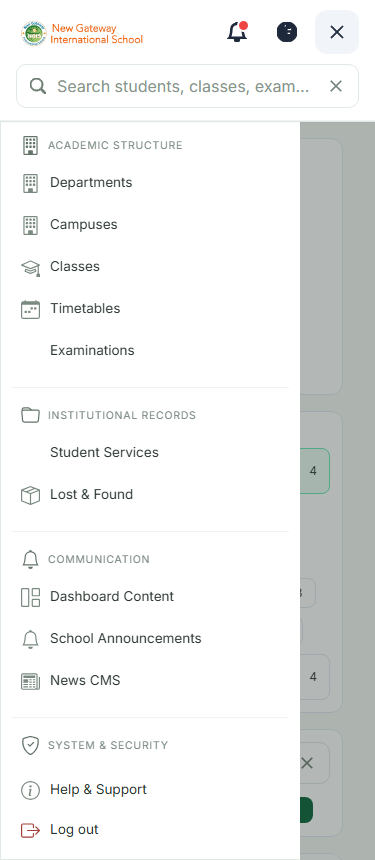 New Gateway
International School
Search students, classes, exam...
ACADEMIC STRUCTURE
Departments
Campuses
Classes
Timetables
Examinations
INSTITUTIONAL RECORDS
Student Services
4
Lost & Found
COMMUNICATION
Dashboard Content
School Announcements
News CMS
4
SYSTEM & SECURITY
Help & Support
Log out